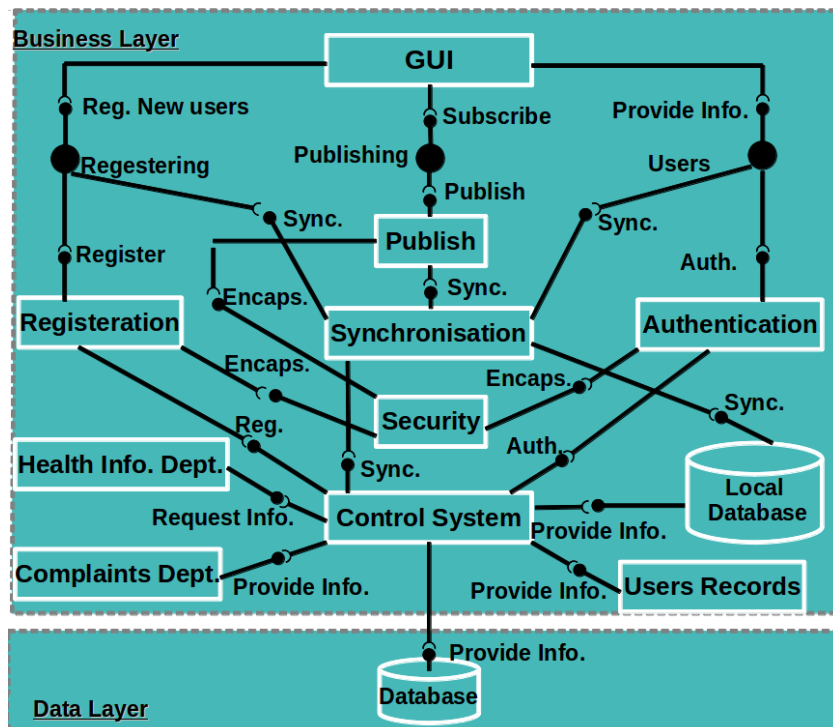 Business Layer
GUI
Reg. New users
Subscribe
Provide Info.
Regestering
Publishing
Users
Publish
Sync.
Sync.
Register
Publish
Auth.
Encaps.
Sync.
Registeration
Synchronisation
Authentication
Encaps.
Encaps.
Security
Sync.
Reg.
Auth.
Health Info. Dept.
Sync.
Local
Database
Request Info.
Control System
Provide Info.
Complaints Dept.
Provide Info.
Provide Info.
Users Records
Provide Info.
Database
Data Layer